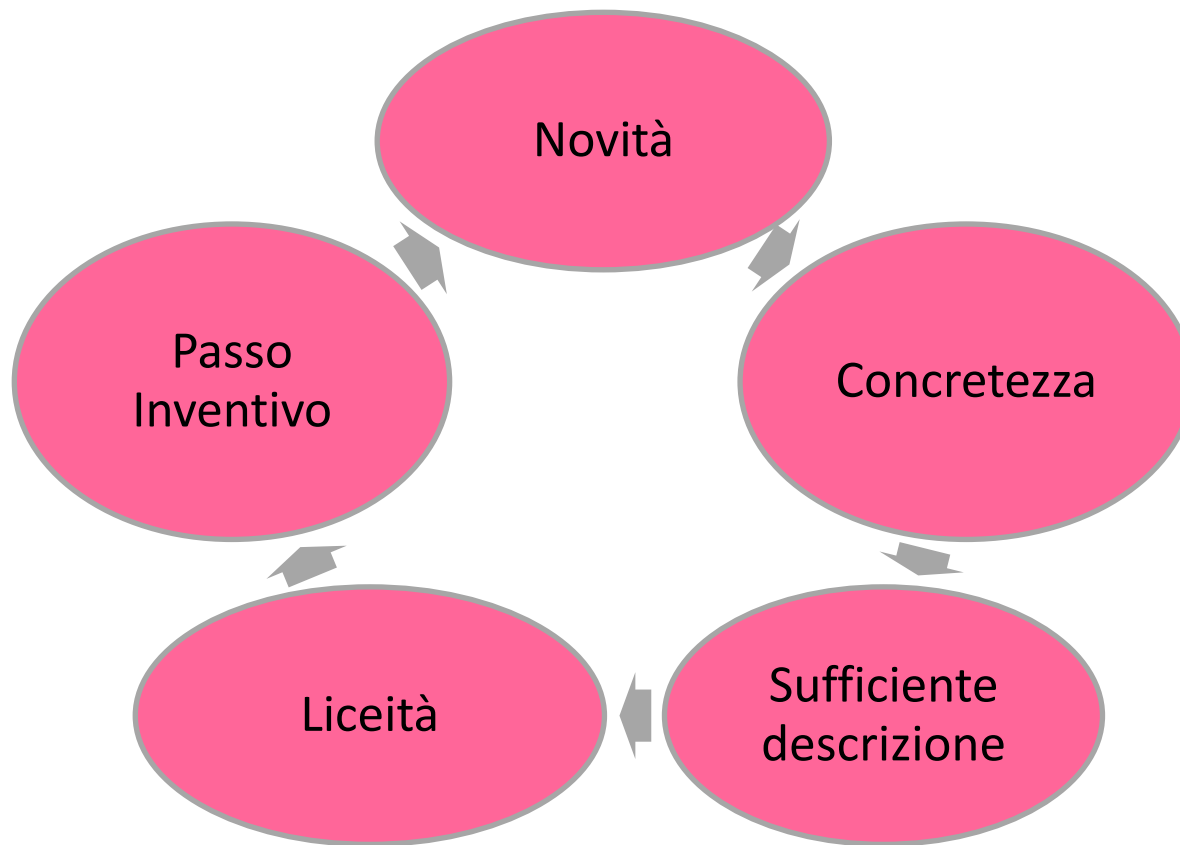 Novità
Concretezza
Sufficiente
descrizione
Liceità
Passo
Inventivo